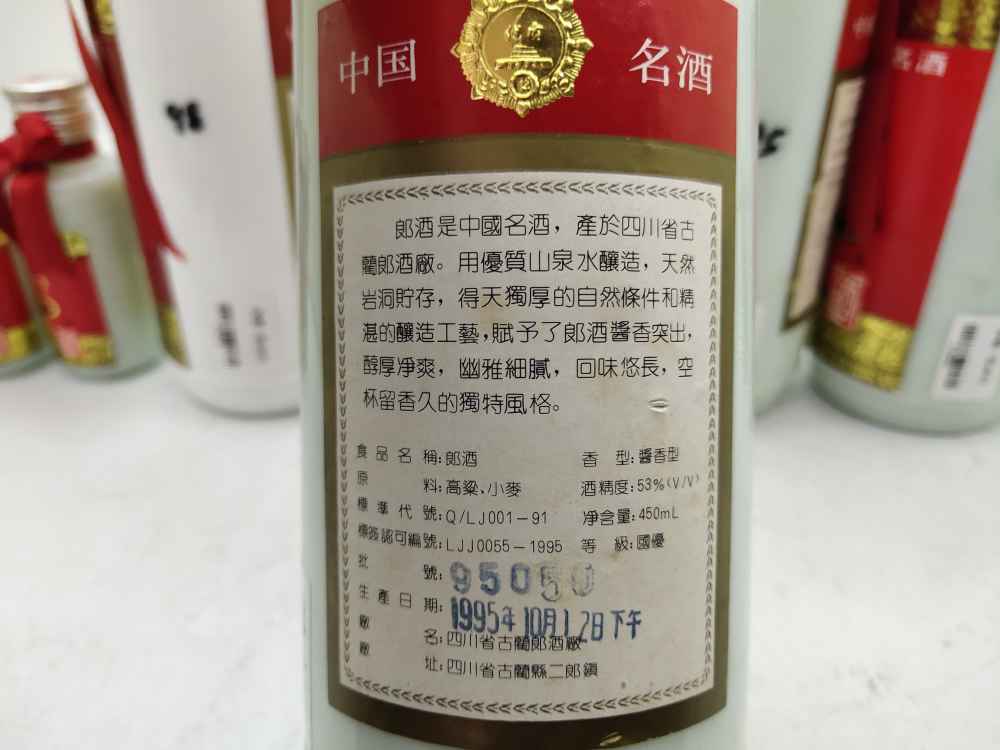 中国 名酒
名酒
郎酒是中國名酒，產於四川省古
藺郎酒廠。用優質山泉水釀造，天然
岩洞貯存，得天獨厚的自然條件和精
湛的釀造工藝，賦予了郎酒醬香突出，
醇厚凈爽，幽雅細膩，回味悠長，空
杯留香久的獨特風格。
食品名稱：郎酒 香型：醬香型
原料：高粱、小麥 酒精度：53%（V/V）
標準代號：Q/LJ001－91 凈含量：450mL
標簽認可編號：LJJ0055－1995 等級：國優
批號：95050
生產日期：1995年10月12日下午
廠名：四川省古藺郎酒廠
廠址：四川省古藺縣二郎鎮